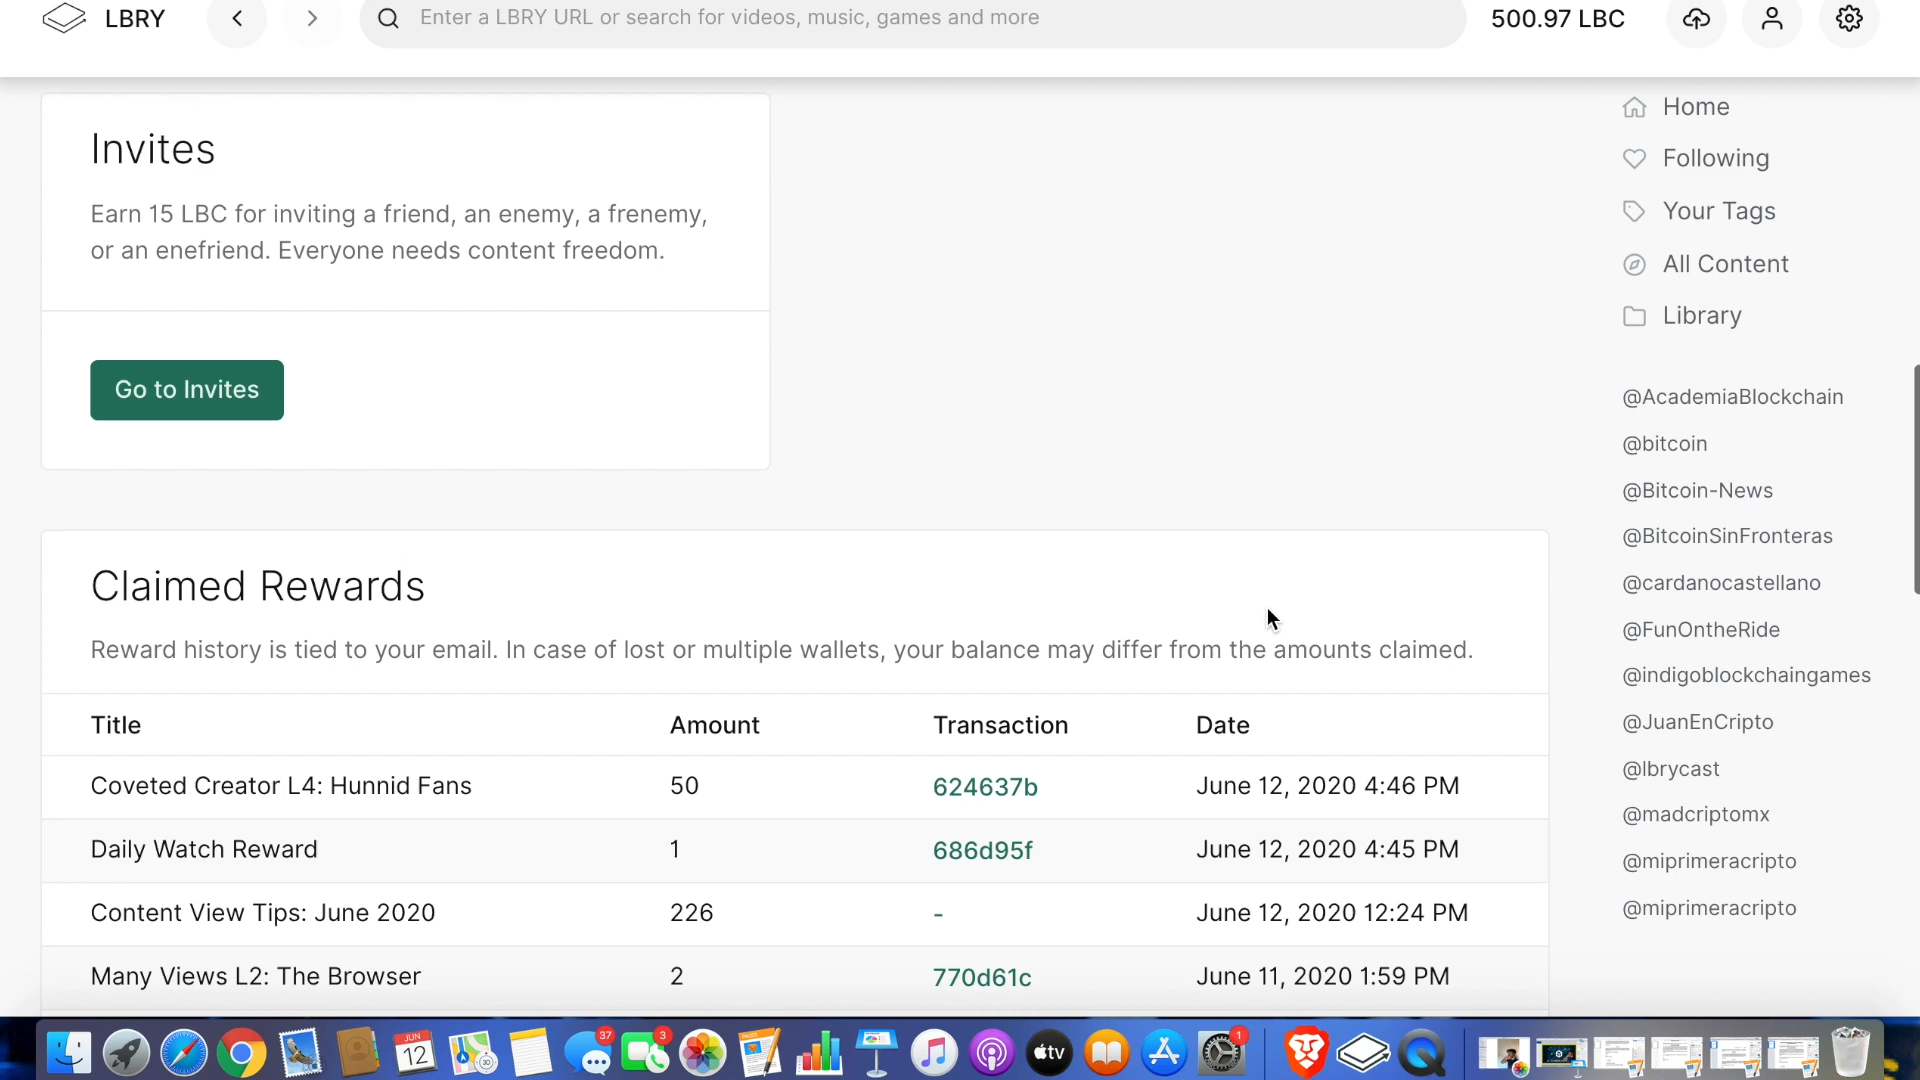 LBRY
Enter a LBRY URL or search for videos, music, games and more
500.97 LBC
Invites
Earn 15 LBC for inviting a friend, an enemy, a frenemy,
or an enefriend. Everyone needs content freedom.
Go to Invites
Claimed Rewards
Reward history is tied to your email. In case of lost or multiple wallets, your balance may differ from the amounts claimed.
Title Amount Transaction Date
Coveted Creator L4: Hunnid Fans 50 624637b June 12, 2020 4:46 PM
Daily Watch Reward 1 686d95f June 12, 2020 4:45 PM
Content View Tips: June 2020 226 - June 12, 2020 12:24 PM
Many Views L2: The Browser 2 770d61c June 11, 2020 1:59 PM
Home
Following
Your Tags
All Content
Library
@AcademiaBlockchain
@bitcoin
@Bitcoin-News
@BitcoinSinFronteras
@cardanocastellano
@FunOntheRide
@indigoblockchaingames
@JuanEnCripto
@lbrycast
@madcriptomx
@miprimeracripto
@miprimeracripto
JUN
12
37
3
tv
1